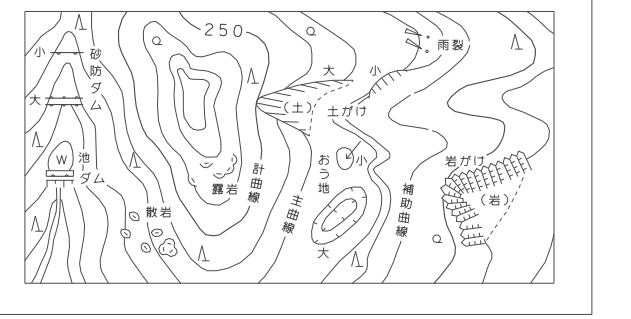 250
雨裂
小
砂防ダム
大
大
小
(土)
土がけ
W
池
ダム
おう地
小
岩がけ
計曲線
露岩
主曲線
補助曲線
(岩)
散岩
大